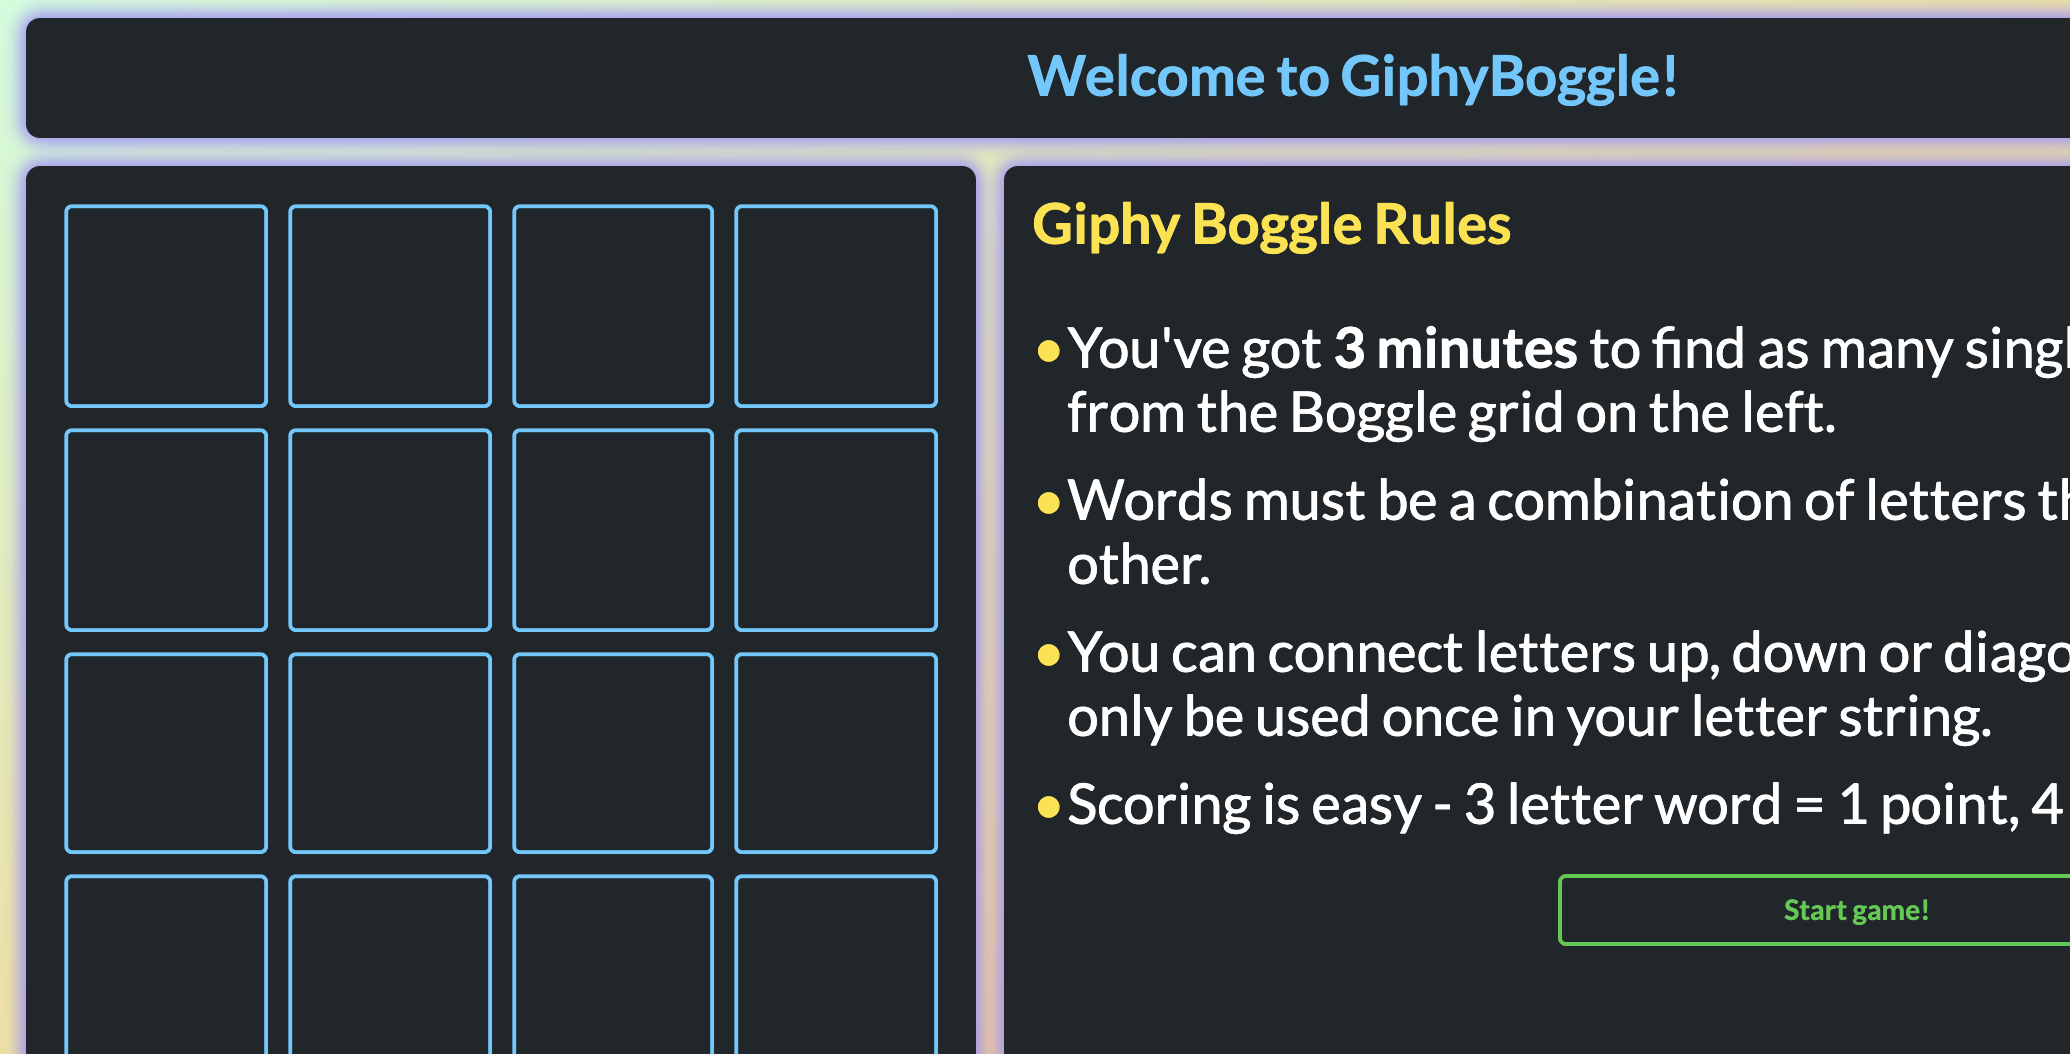 Welcome to GiphyBoggle!
Giphy Boggle Rules
You've got 3 minutes to find as many
from the Boggle grid on the left.
Words must be a combination of letters
other.
You can connect letters up, down or
only be used once in your letter string.
Scoring is easy - 3 letter word = 1 point, 4
Start game!